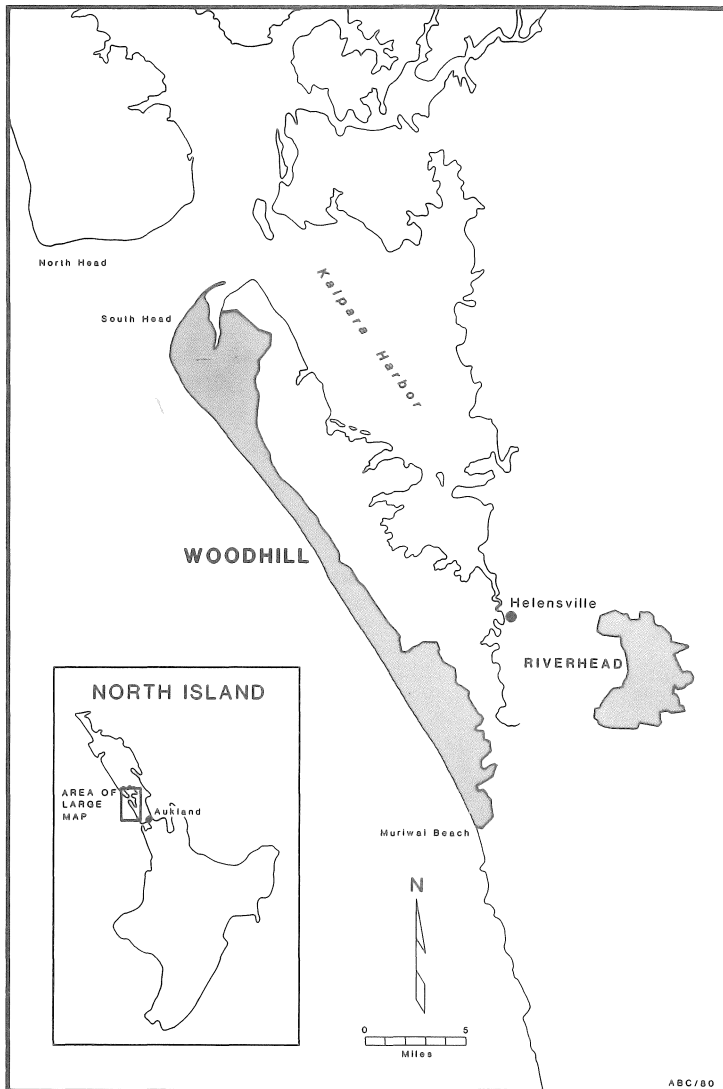 North Head
South Head
Kaipara Harbor
WOODHILL
Helensville
RIVERHEAD
NORTH ISLAND
AREA OF
LARGE
MAP
Aukland
Muriwai Beach
N
0 5
Miles
ABC/80